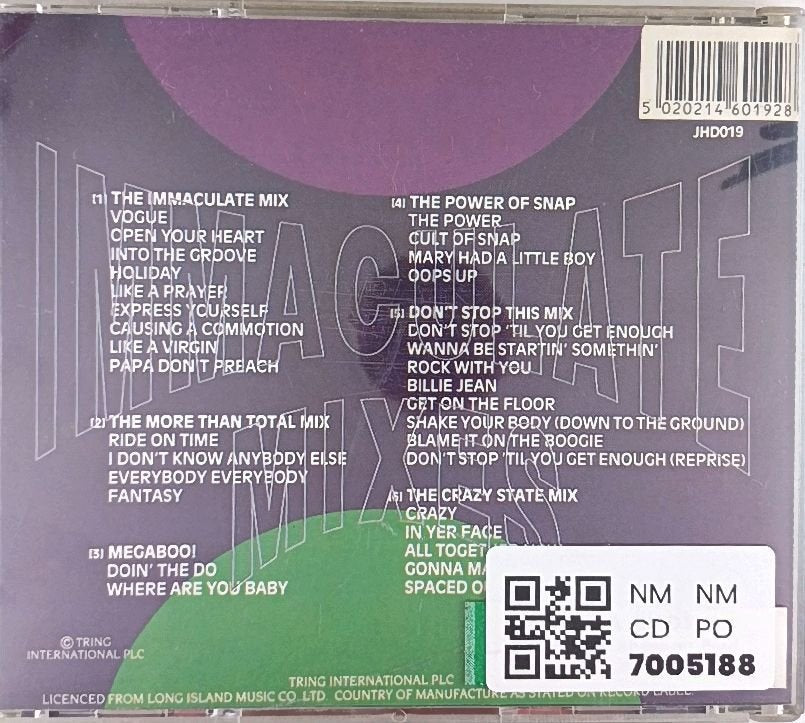 5 020214 601928
JHD019
IMMACULATE
MIXES
[1] THE IMMACULATE MIX
VOGUE
OPEN YOUR HEART
INTO THE GROOVE
HOLIDAY
LIKE A PRAYER
EXPRESS YOURSELF
CAUSING A COMMOTION
LIKE A VIRGIN
PAPA DON'T PREACH
[2] THE MORE THAN TOTAL MIX
RIDE ON TIME
I DON'T KNOW ANYBODY ELSE
EVERYBODY EVERYBODY
FANTASY
[3] MEGABOO!
DOIN' THE DO
WHERE ARE YOU BABY
[4] THE POWER OF SNAP
THE POWER
CULT OF SNAP
MARY HAD A LITTLE BOY
OOPS UP
[5] DON'T STOP THIS MIX
DON'T STOP 'TIL YOU GET ENOUGH
WANNA BE STARTIN' SOMETHIN'
ROCK WITH YOU
BILLIE JEAN
GET ON THE FLOOR
SHAKE YOUR BODY (DOWN TO THE GROUND)
BLAME IT ON THE BOOGIE
DON'T STOP 'TIL YOU GET ENOUGH (REPRISE)
[6] THE CRAZY STATE MIX
CRAZY
IN YER FACE
ALL
GONNA
SPACED
© TRING
INTERNATIONAL PLC
TRING INTERNATIONAL PLC
LICENCED FROM LONG ISLAND MUSIC CO. LTD. COUNTRY OF MANUFACTURE AS STATED ON RECORD LABEL.
NM NM
CD PO
7005188